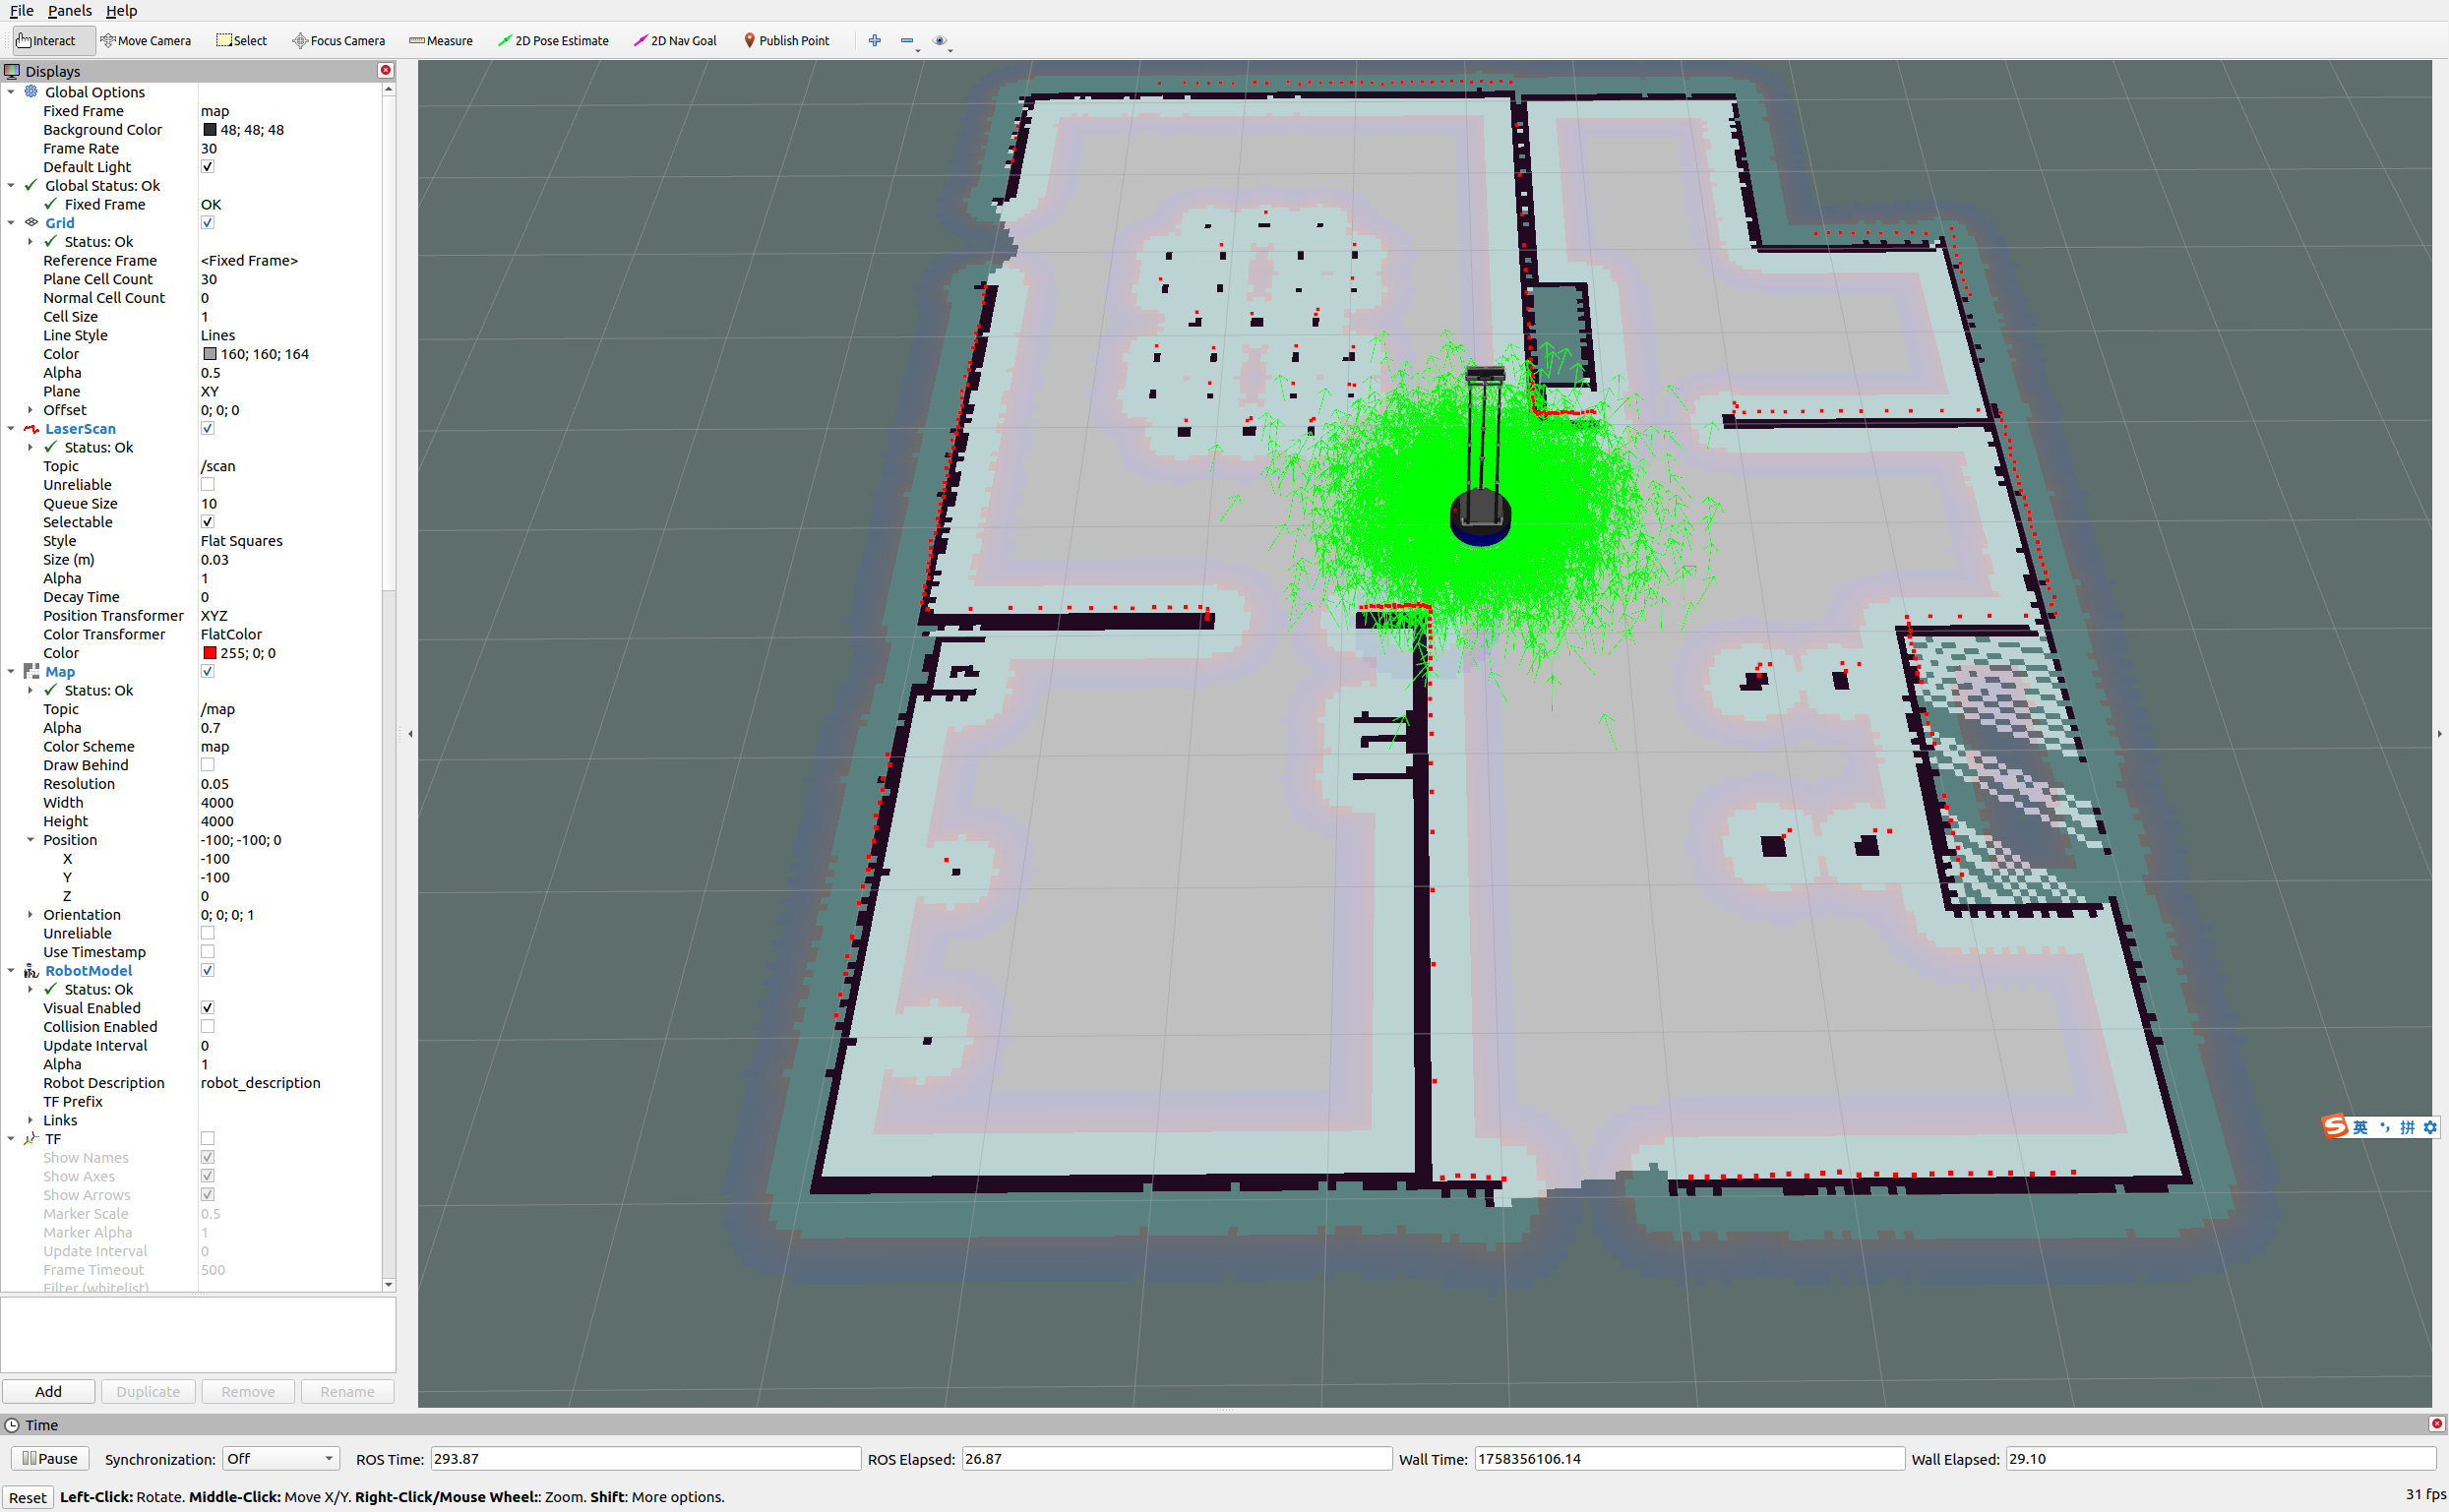 File Panels Help
Interact Move Camera Select Focus Camera Measure 2D Pose Estimate 2D Nav Goal Publish Point
Displays
Global Options
Fixed Frame map
Background Color 48; 48; 48
Frame Rate 30
Default Light
Global Status: Ok
Fixed Frame OK
Grid
Status: Ok
Reference Frame <Fixed Frame>
Plane Cell Count 30
Normal Cell Count 0
Cell Size 1
Line Style Lines
Color 160; 160; 164
Alpha 0.5
Plane XY
Offset 0; 0; 0
LaserScan
Status: Ok
Topic /scan
Unreliable
Queue Size 10
Selectable
Style Flat Squares
Size (m) 0.03
Alpha 1
Decay Time 0
Position Transformer XYZ
Color Transformer FlatColor
Color 255; 0; 0
Map
Status: Ok
Topic /map
Alpha 0.7
Color Scheme map
Draw Behind
Resolution 0.05
Width 4000
Height 4000
Position -100; -100; 0
X -100
Y -100
Z 0
Orientation 0; 0; 0; 1
Unreliable
Use Timestamp
RobotModel
Status: Ok
Visual Enabled
Collision Enabled
Update Interval 0
Alpha 1
Robot Description robot_description
TF Prefix
Links
TF
Show Names
Show Axes
Show Arrows
Marker Scale 0.5
Marker Alpha 1
Update Interval 0
Frame Timeout 500
Filter (whitelist)
S 英 拼
Add Duplicate Remove Rename
Time
Pause Synchronization: Off ROS Time: 293.87 ROS Elapsed: 26.87 Wall Time: 1758356106.14 Wall Elapsed: 29.10
Reset Left-Click: Rotate. Middle-Click: Move X/Y. Right-Click/Mouse Wheel:: Zoom. Shift: More options. 31 fps